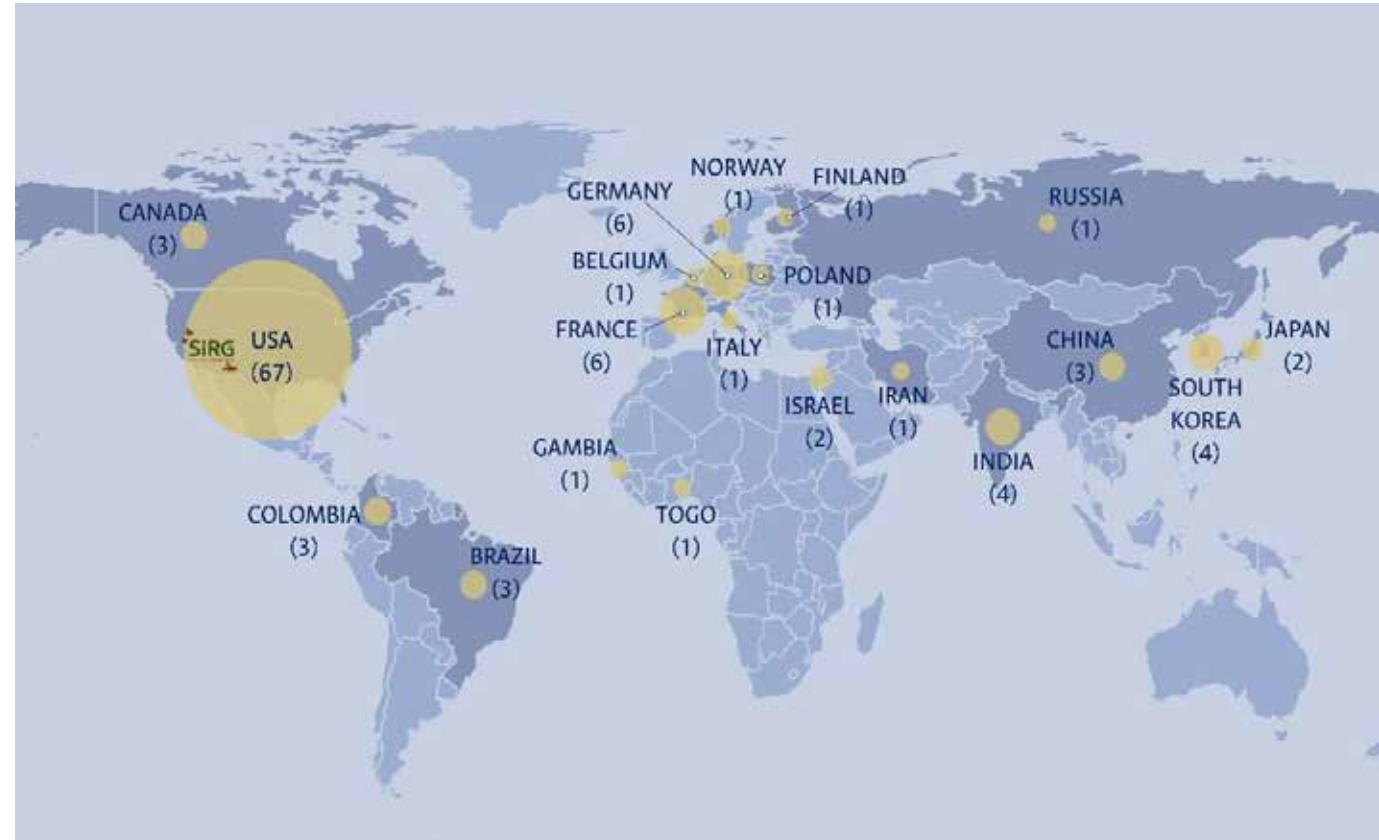 NORWAY
(1)
FINLAND
(1)
GERMANY
(6)
RUSSIA
(1)
CANADA
(3)
BELGIUM
(1)
POLAND
(1)
FRANCE
(6)
ITALY
(1)
SiRG
USA
(67)
CHINA
(3)
JAPAN
(2)
SOUTH
KOREA
(4)
ISRAEL
(2)
IRAN
(1)
GAMBIA
(1)
INDIA
(4)
COLOMBIA
(3)
TOGO
(1)
BRAZIL
(3)